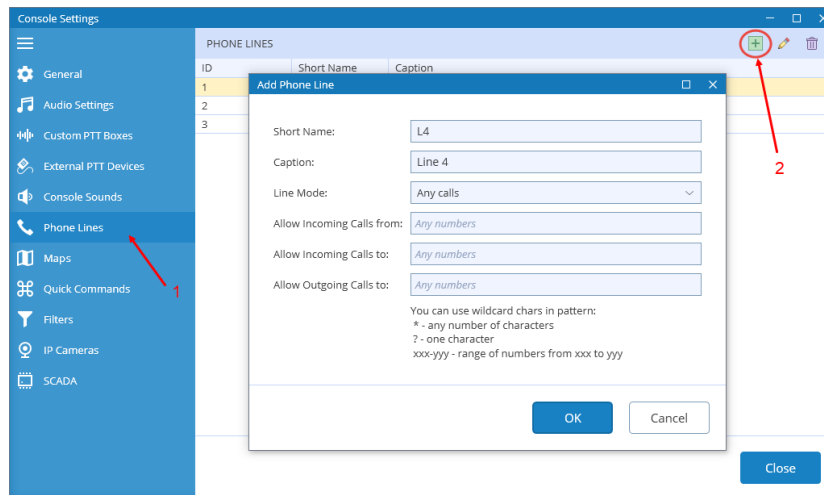 Console Settings
PHONE LINES
General
Audio Settings
Custom PTT Boxes
External PTT Devices
Console Sounds
Phone Lines
Maps
Quick Commands
Filters
IP Cameras
SCADA
1
ID Short Name Caption
1
2
3
2
Add Phone Line
Short Name: L4
Caption: Line 4
Line Mode: Any calls
Allow Incoming Calls from: Any numbers
Allow Incoming Calls to: Any numbers
Allow Outgoing Calls to: Any numbers
You can use wildcard chars in pattern:
* - any number of characters
? - one character
xxx-yyy - range of numbers from xxx to yyy
OK Cancel
Close